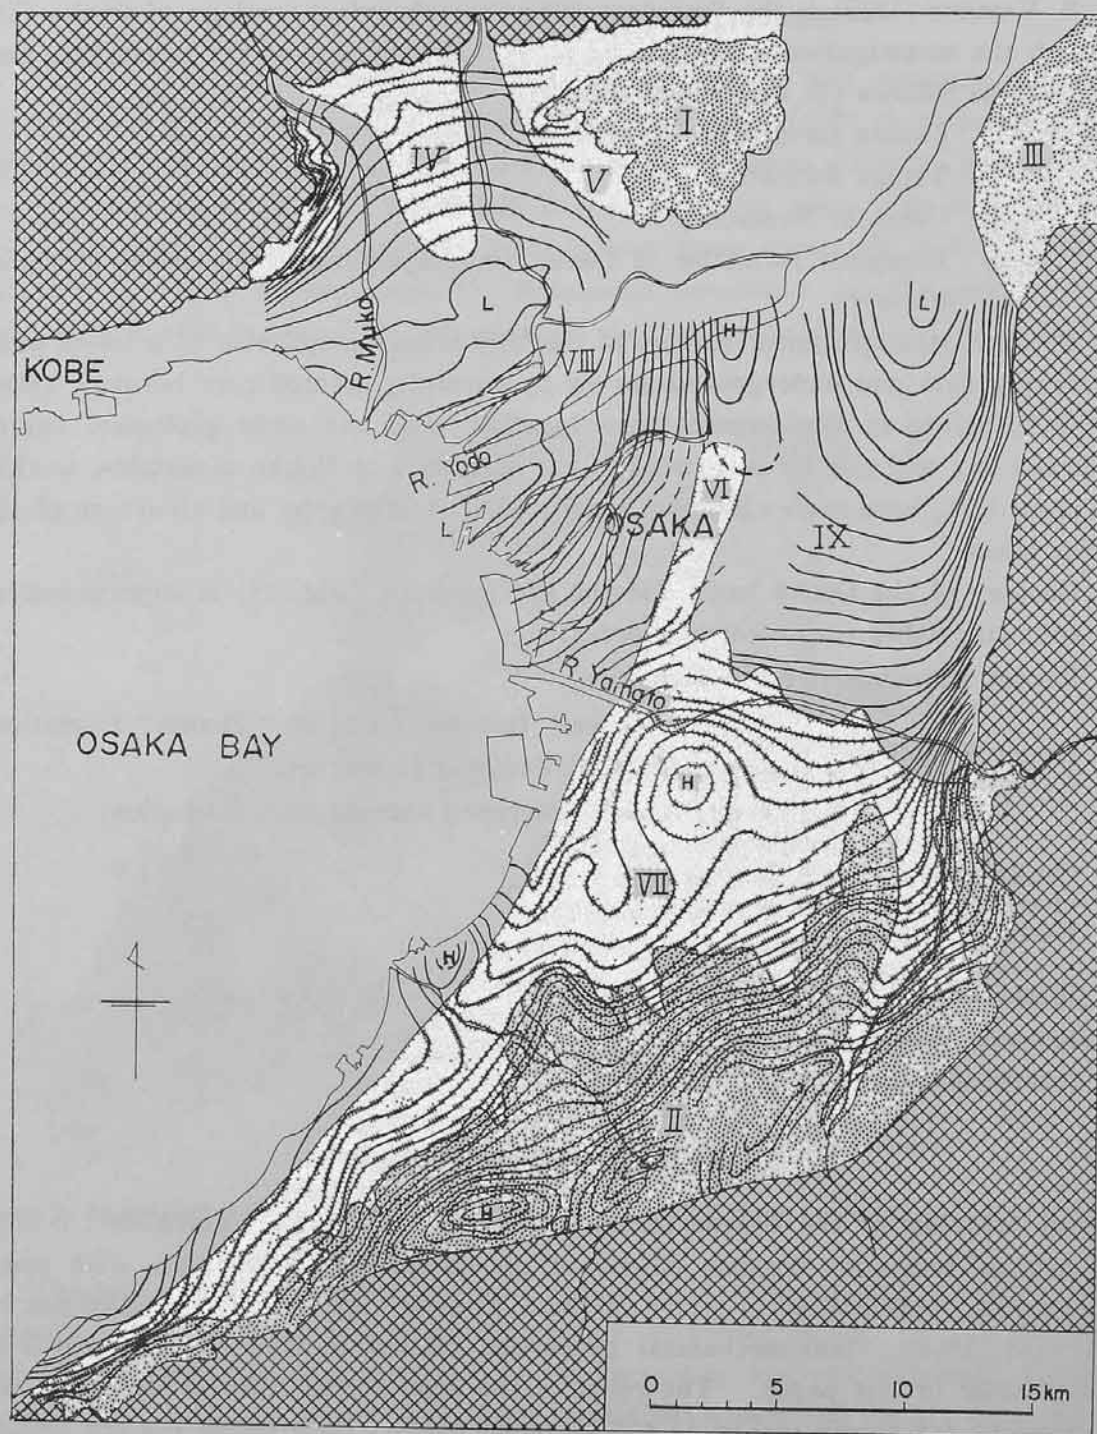 I
III
IV
V
L
L
H
VIII
R. Muko
KOBE
R. Yodo
VI
L
OSAKA
IX
R. Yamato
OSAKA BAY
H
VII
H
II
H
0 5 10 15 km